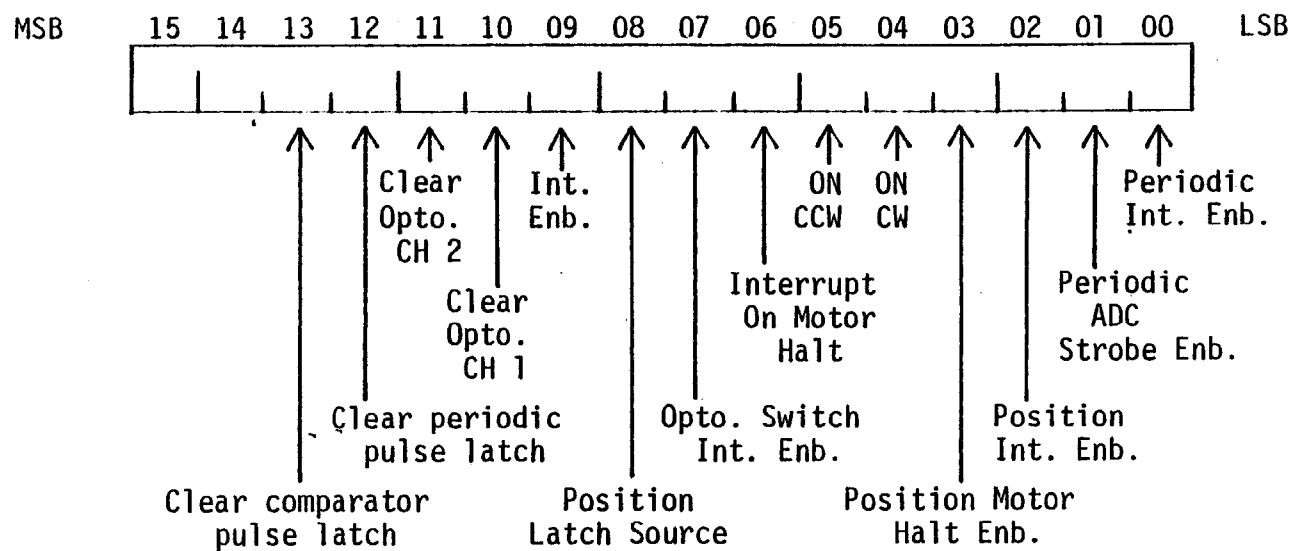 MSB 15 14 13 12 11 10 09 08 07 06 05 04 03 02 01 00 LSB
Clear
Opto.
CH 2
Int.
Enb.
ON
CCW
ON
CW
Periodic
Int. Enb.
Clear
Opto.
CH 1
Interrupt
On Motor
Halt
Periodic
ADC
Strobe Enb.
Clear periodic
pulse latch
Opto. Switch
Int. Enb.
Position
Int. Enb.
Clear comparator
pulse latch
Position
Latch Source
Position Motor
Halt Enb.